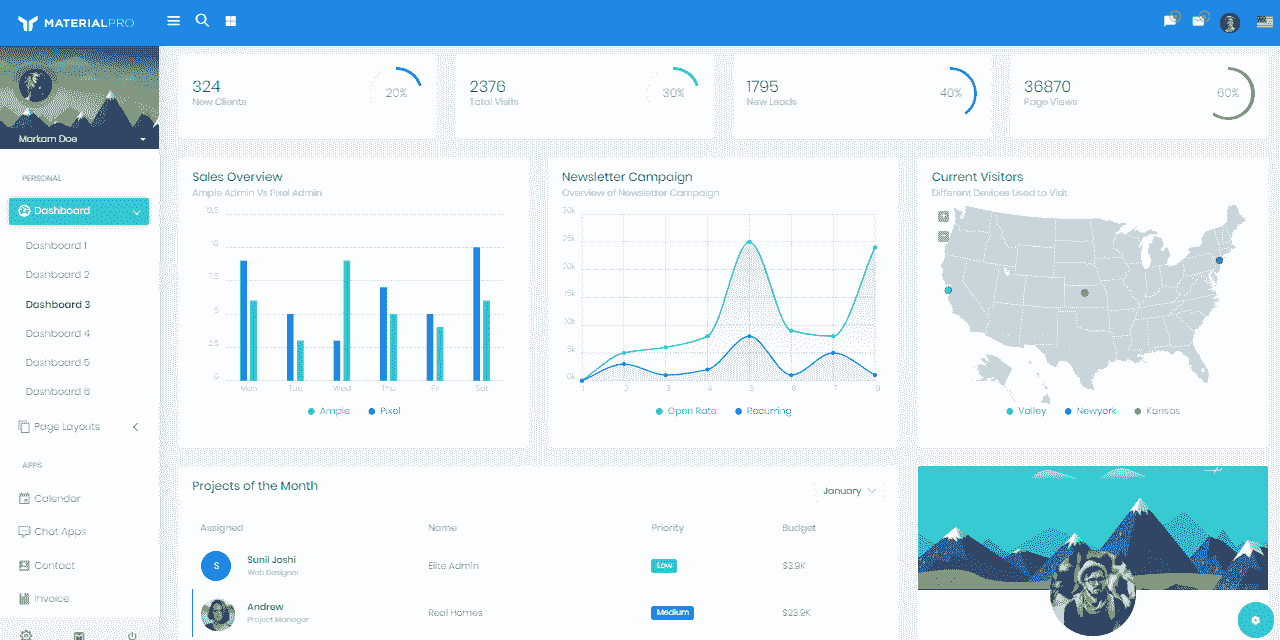 MATERIALPRO
Markam Doe
PERSONAL
Dashboard
Dashboard 1
Dashboard 2
Dashboard 3
Dashboard 4
Dashboard 5
Dashboard 6
Page Layouts
APPS
Calendar
Chat Apps
Contact
Invoice
324
New Clients
20%
2376
Total Visits
30%
1795
New Leads
40%
36870
Page Views
60%
Sales Overview
Ample Admin Vs Pixel Admin
12.5
10
7.5
5
2.5
0
Mon Tue Wed Thu Fri Sat
Ample Pixel
Newsletter Campaign
Overview of Newsletter Campaign
30k
25k
20k
15k
10k
5k
0k
1 2 3 4 5 6 7 8
Open Rate Recurring
Current Visitors
Different Devices Used to Visit
+
Valley Newyork Kansas
Projects of the Month
January
Assigned Name Priority Budget
S Sunil Joshi Elite Admin Low $3.9K
Web Designer
Andrew Real Homes Medium $23.9K
Project Manager